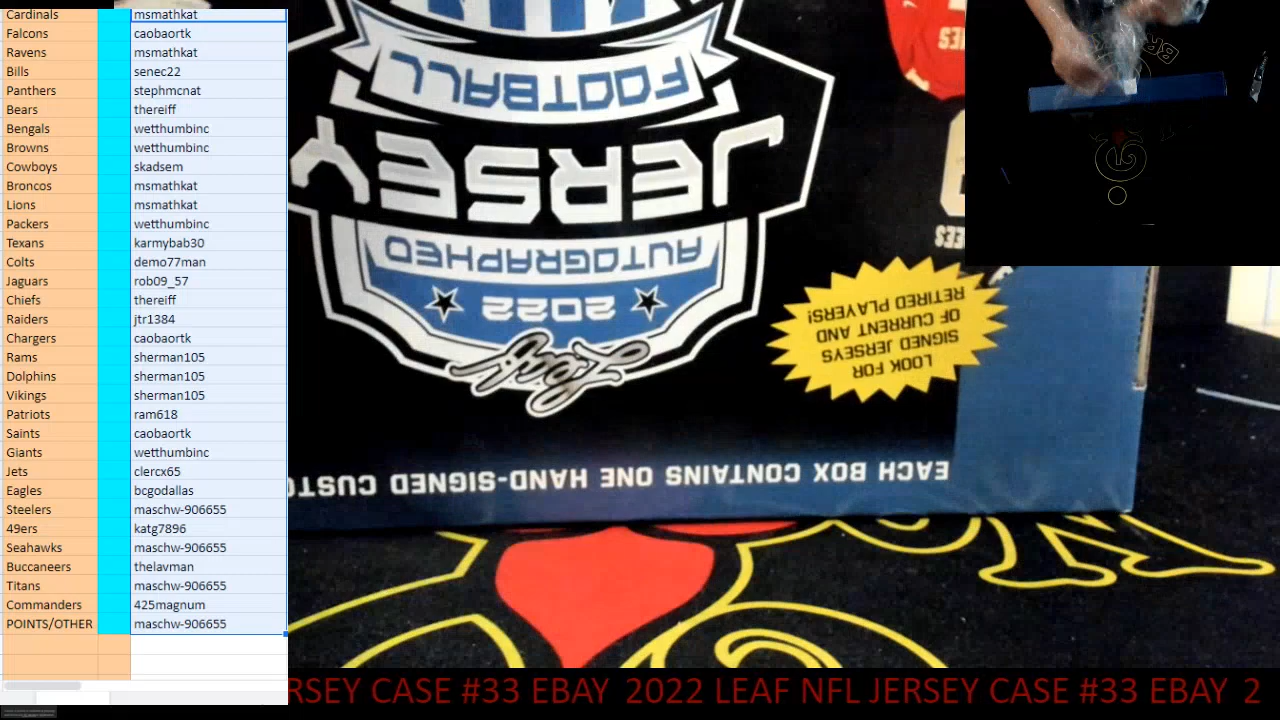 Cardinals msmathkat
Falcons caobaortk
Ravens msmathkat
Bills senec22
Panthers stephmcnat
Bears thereiff
Bengals wetthumbinc
Browns wetthumbinc
Cowboys skadsem
Broncos msmathkat
Lions msmathkat
Packers wetthumbinc
Texans karmybab30
Colts demo77man
Jaguars rob09_57
Chiefs thereiff
Raiders jtr1384
Chargers caobaortk
Rams sherman105
Dolphins sherman105
Vikings sherman105
Patriots ram618
Saints caobaortk
Giants wetthumbinc
Jets clercx65
Eagles bcgodallas
Steelers maschw-906655
49ers katg7896
Seahawks maschw-906655
Buccaneers thelavman
Titans maschw-906655
Commanders 425magnum
POINTS/OTHER maschw-906655
EACH BOX CONTAINS ONE HAND-SIGNED CUSTO
Leaf
2022
AUTOGRAPHED
JERSEY
FOOTBALL
LOOK FOR
SIGNED JERSEYS
OF CURRENT AND
RETIRED PLAYERS!
RSEY CASE #33 EBAY 2022 LEAF NFL JERSEY CASE #33 EBAY 2